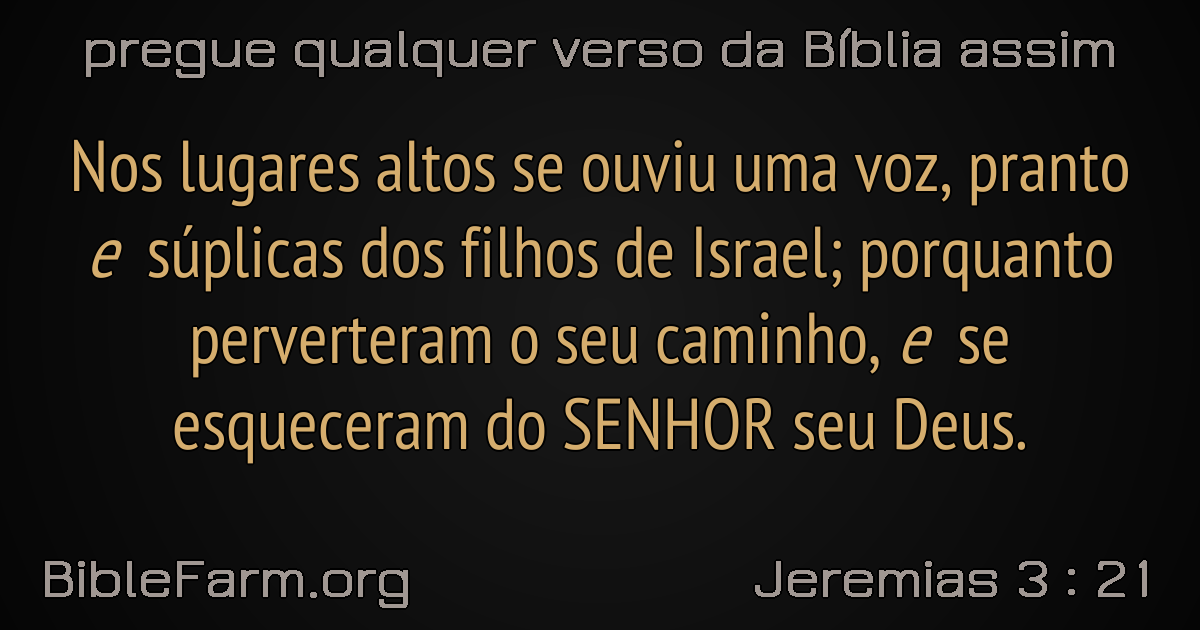 pregue qualquer verso da Bíblia assim
Nos lugares altos se ouviu uma voz, pranto
e súplicas dos filhos de Israel; porquanto
perverteram o seu caminho, e se
esqueceram do SENHOR seu Deus.
BibleFarm.org
Jeremias 3 : 21